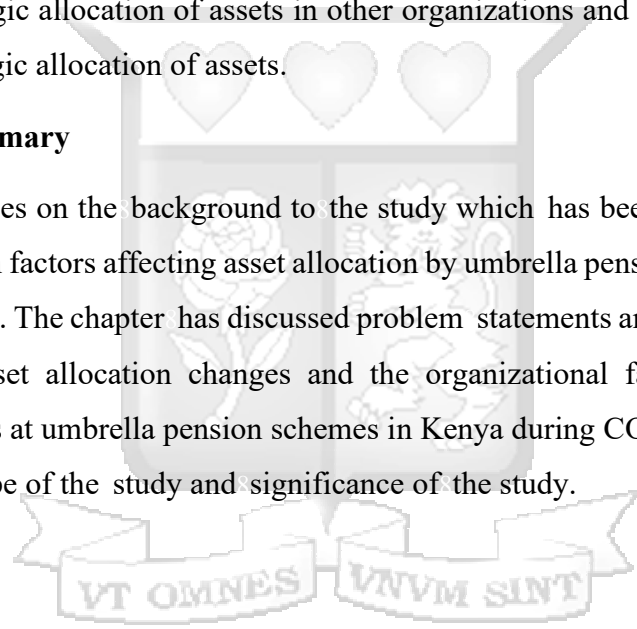 gic allocation of assets in other organizations and
gic allocation of assets.
mary
es on the background to the study which has bee
factors affecting asset allocation by umbrella pens
. The chapter has discussed problem statements ar
set allocation changes and the organizational fa
s at umbrella pension schemes in Kenya during CO
be of the study and significance of the study.
VT OMNES VNVM SINT